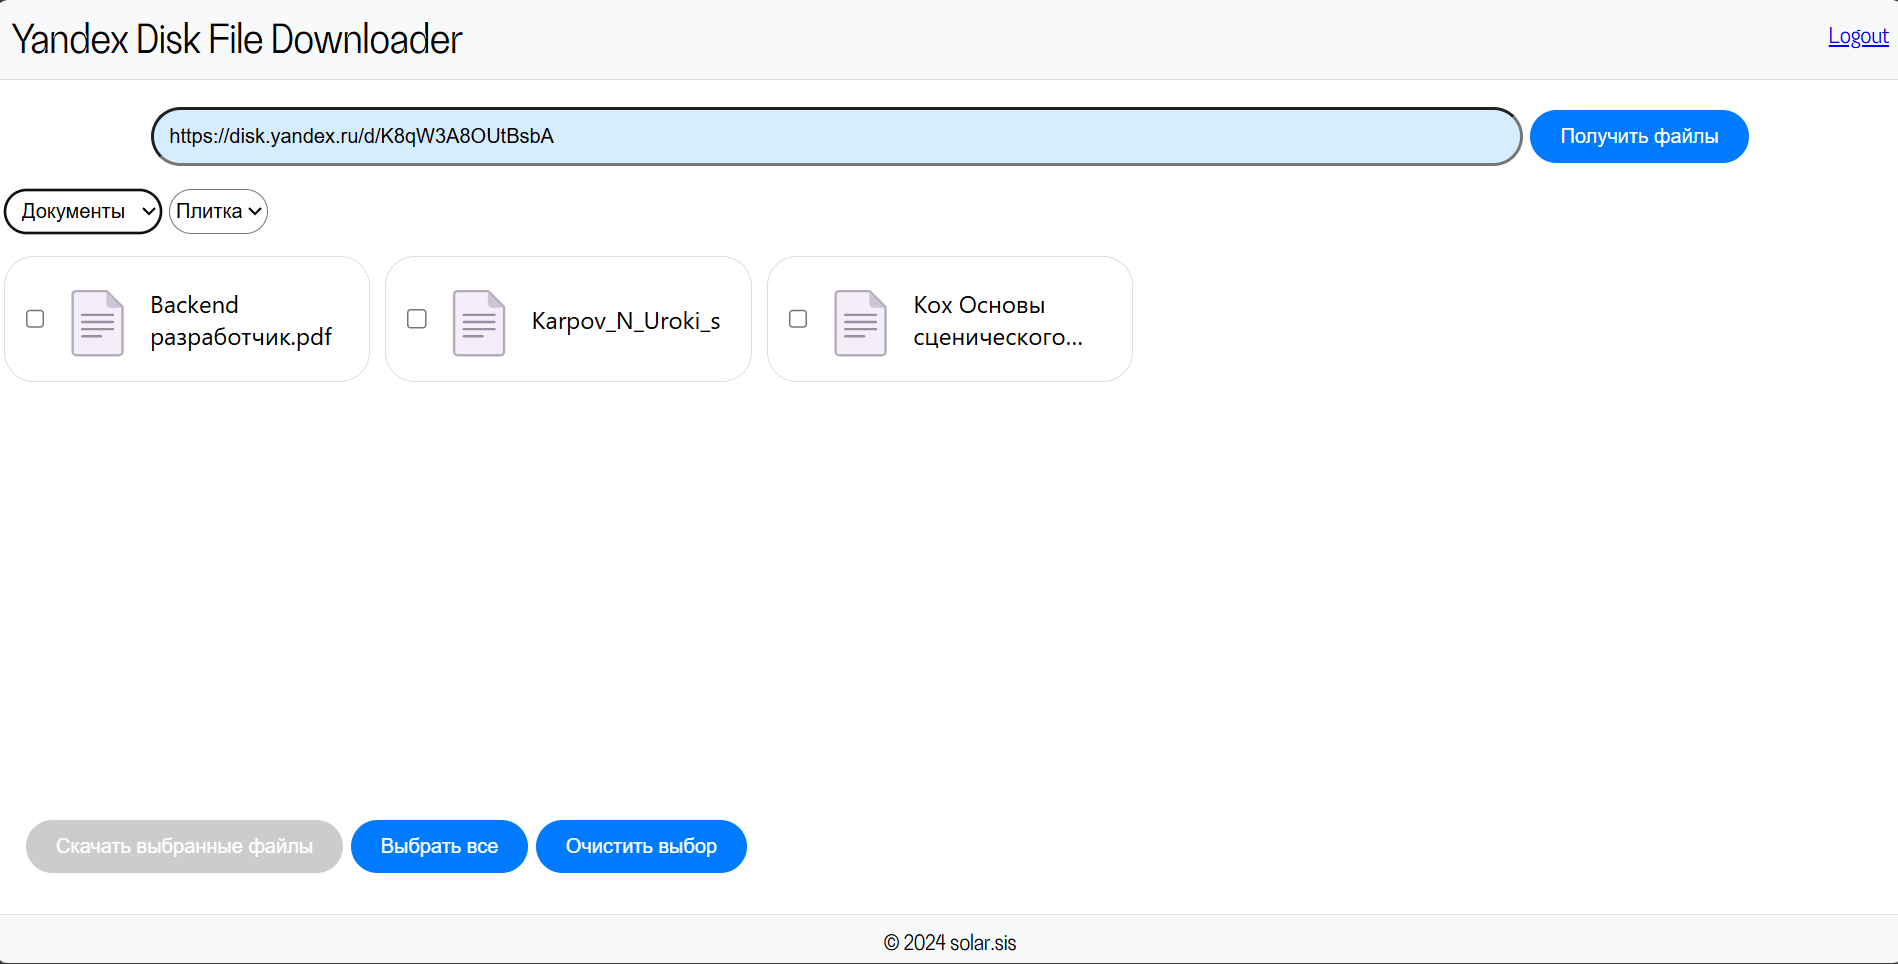 Yandex Disk File Downloader
Logout
https://disk.yandex.ru/d/K8qW3A8OUtBsbA
Получить файлы
Документы
Плитка
Backend
разработчик.pdf
Karpov_N_Uroki_s
Кох Основы
сценического...
Скачать выбранные файлы
Выбрать все
Очистить выбор
© 2024 solar.sis